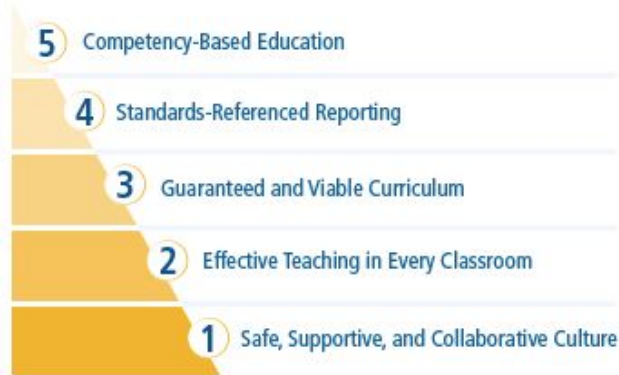 5 Competency-Based Education
4 Standards-Referenced Reporting
3 Guaranteed and Viable Curriculum
2 Effective Teaching in Every Classroom
1 Safe, Supportive, and Collaborative Culture